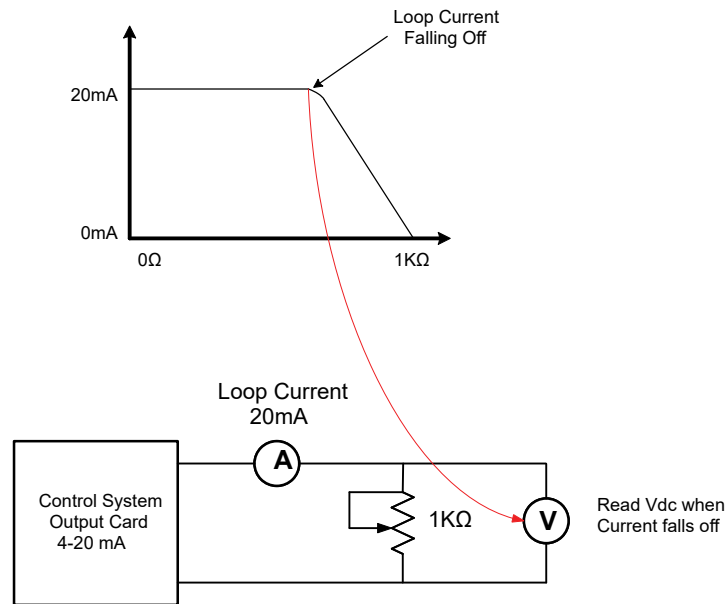 Loop Current
Falling Off
20mA
0mA
0Ω
1KΩ
Loop Current
20mA
A
Control System
Output Card
4-20 mA
1KΩ
V
Read Vdc when
Current falls off